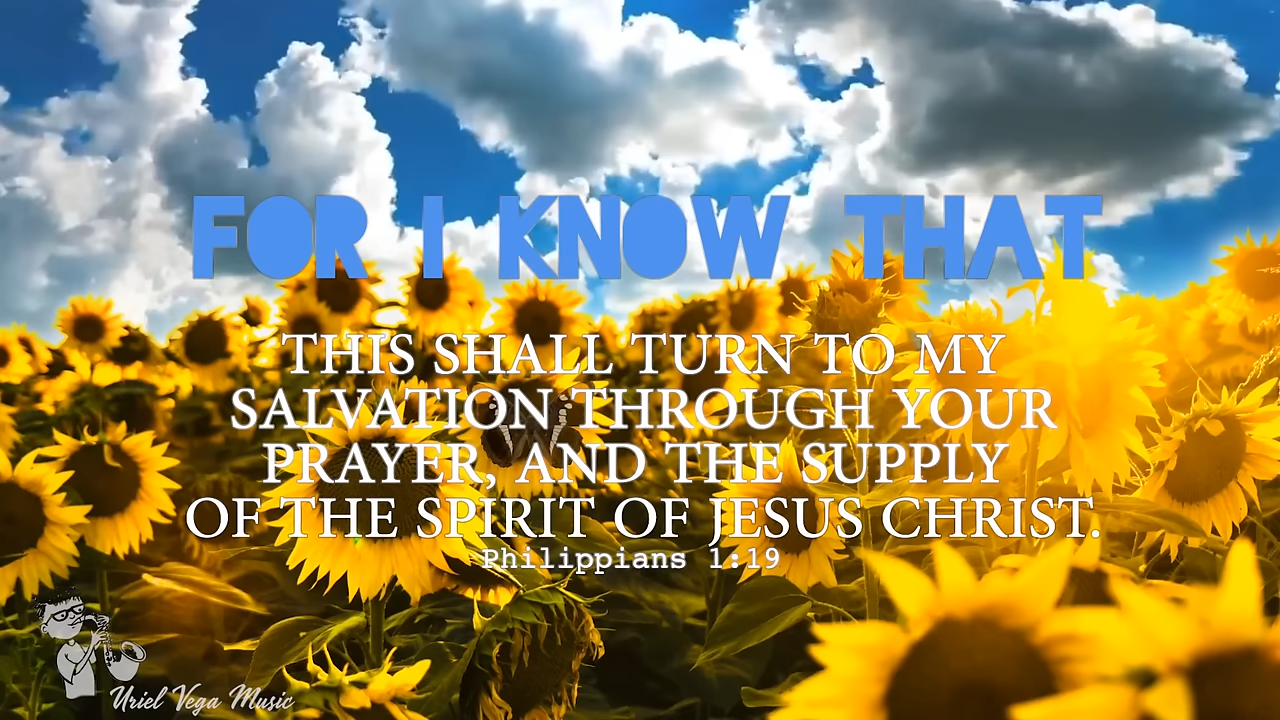 FOR I KNOW THAT
THIS SHALL TURN TO MY
SALVATION THROUGH YOUR
PRAYER, AND THE SUPPLY
OF THE SPIRIT OF JESUS CHRIST.
Philippians 1:19
Uriel Vega Music